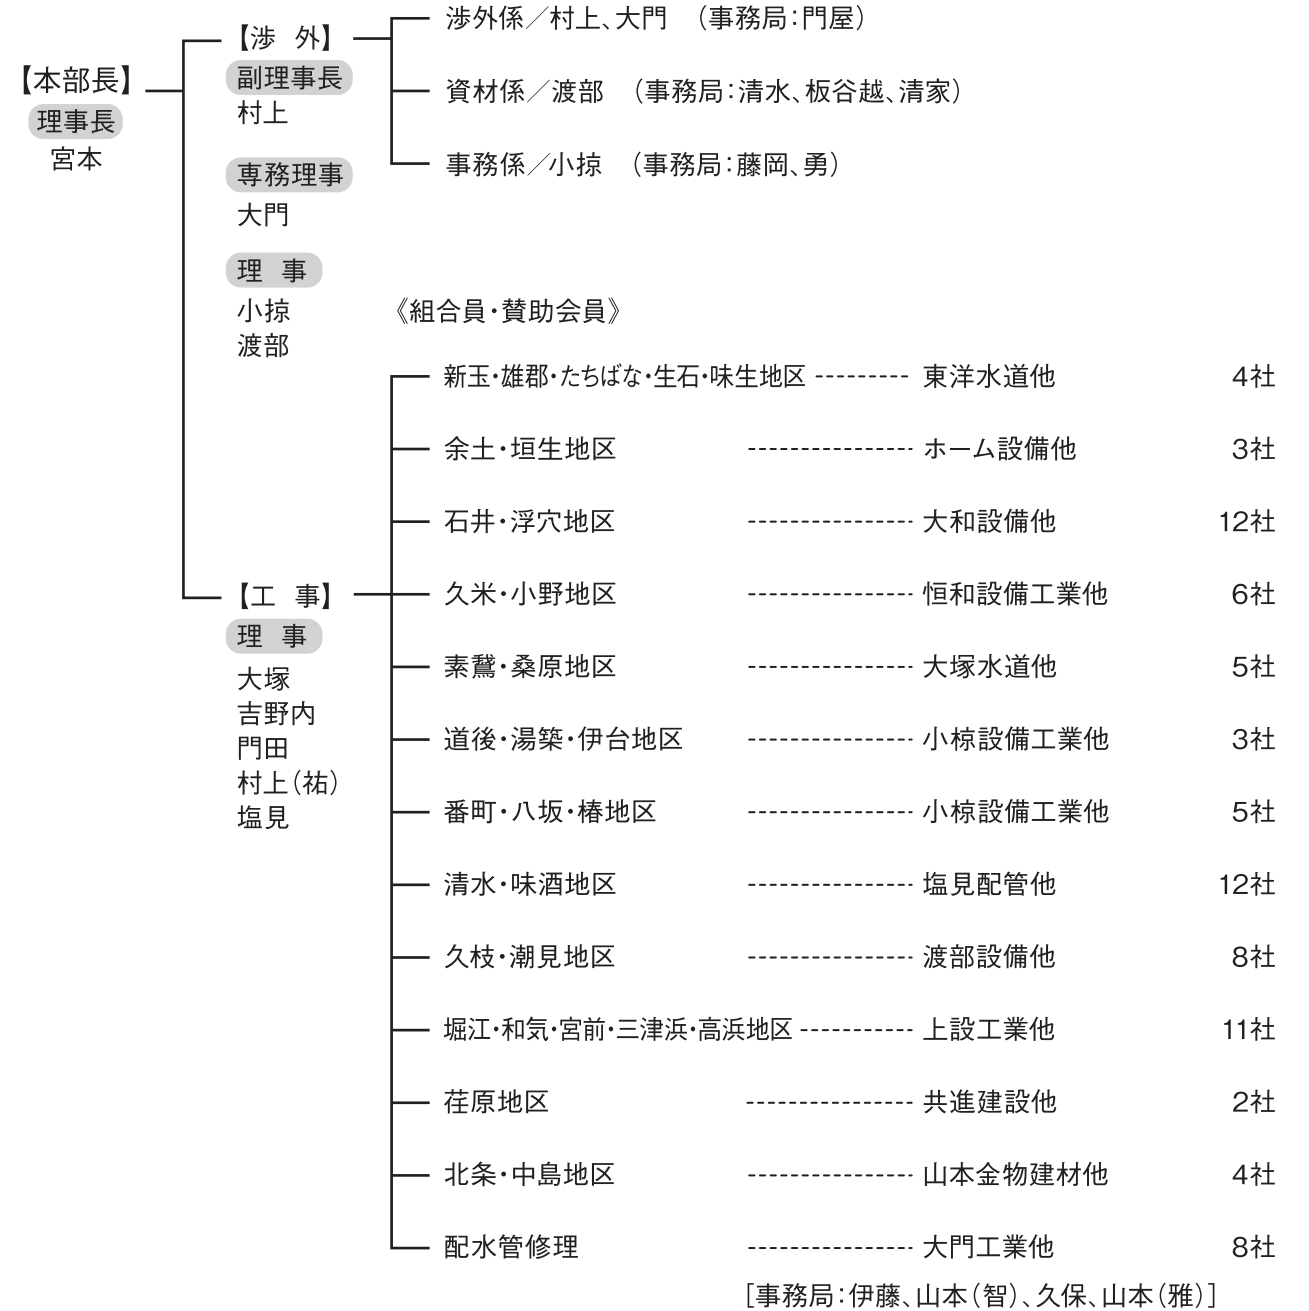 【本部長】
理事長
宮本
【渉 外】
副理事長
村上
専務理事
大門
理 事
小掠
渡部
渉外係／村上、大門 （事務局：門屋）
資材係／渡部 （事務局：清水、板谷越、清家）
事務係／小掠 （事務局：藤岡、勇）
【工 事】
理 事
大塚
吉野内
門田
村上（祐）
塩見
《組合員・賛助会員》
新玉・雄郡・たちばな・生石・味生地区 --------- 東洋水道他 4社
余土・垣生地区 ---------------- ホーム設備他 3社
石井・浮穴地区 ---------------- 大和設備他 12社
久米・小野地区 ---------------- 恒和設備工業他 6社
素鵞・桑原地区 ---------------- 大塚水道他 5社
道後・湯築・伊台地区 ---------------- 小椋設備工業他 3社
番町・八坂・椿地区 ---------------- 小椋設備工業他 5社
清水・味酒地区 ---------------- 塩見配管他 12社
久枝・潮見地区 ---------------- 渡部設備他 8社
堀江・和気・宮前・三津浜・高浜地区 ----------- 上設工業他 11社
荏原地区 ---------------- 共進建設他 2社
北条・中島地区 ---------------- 山本金物建材他 4社
配水管修理 ---------------- 大門工業他 8社
［事務局：伊藤、山本（智）、久保、山本（雅）］